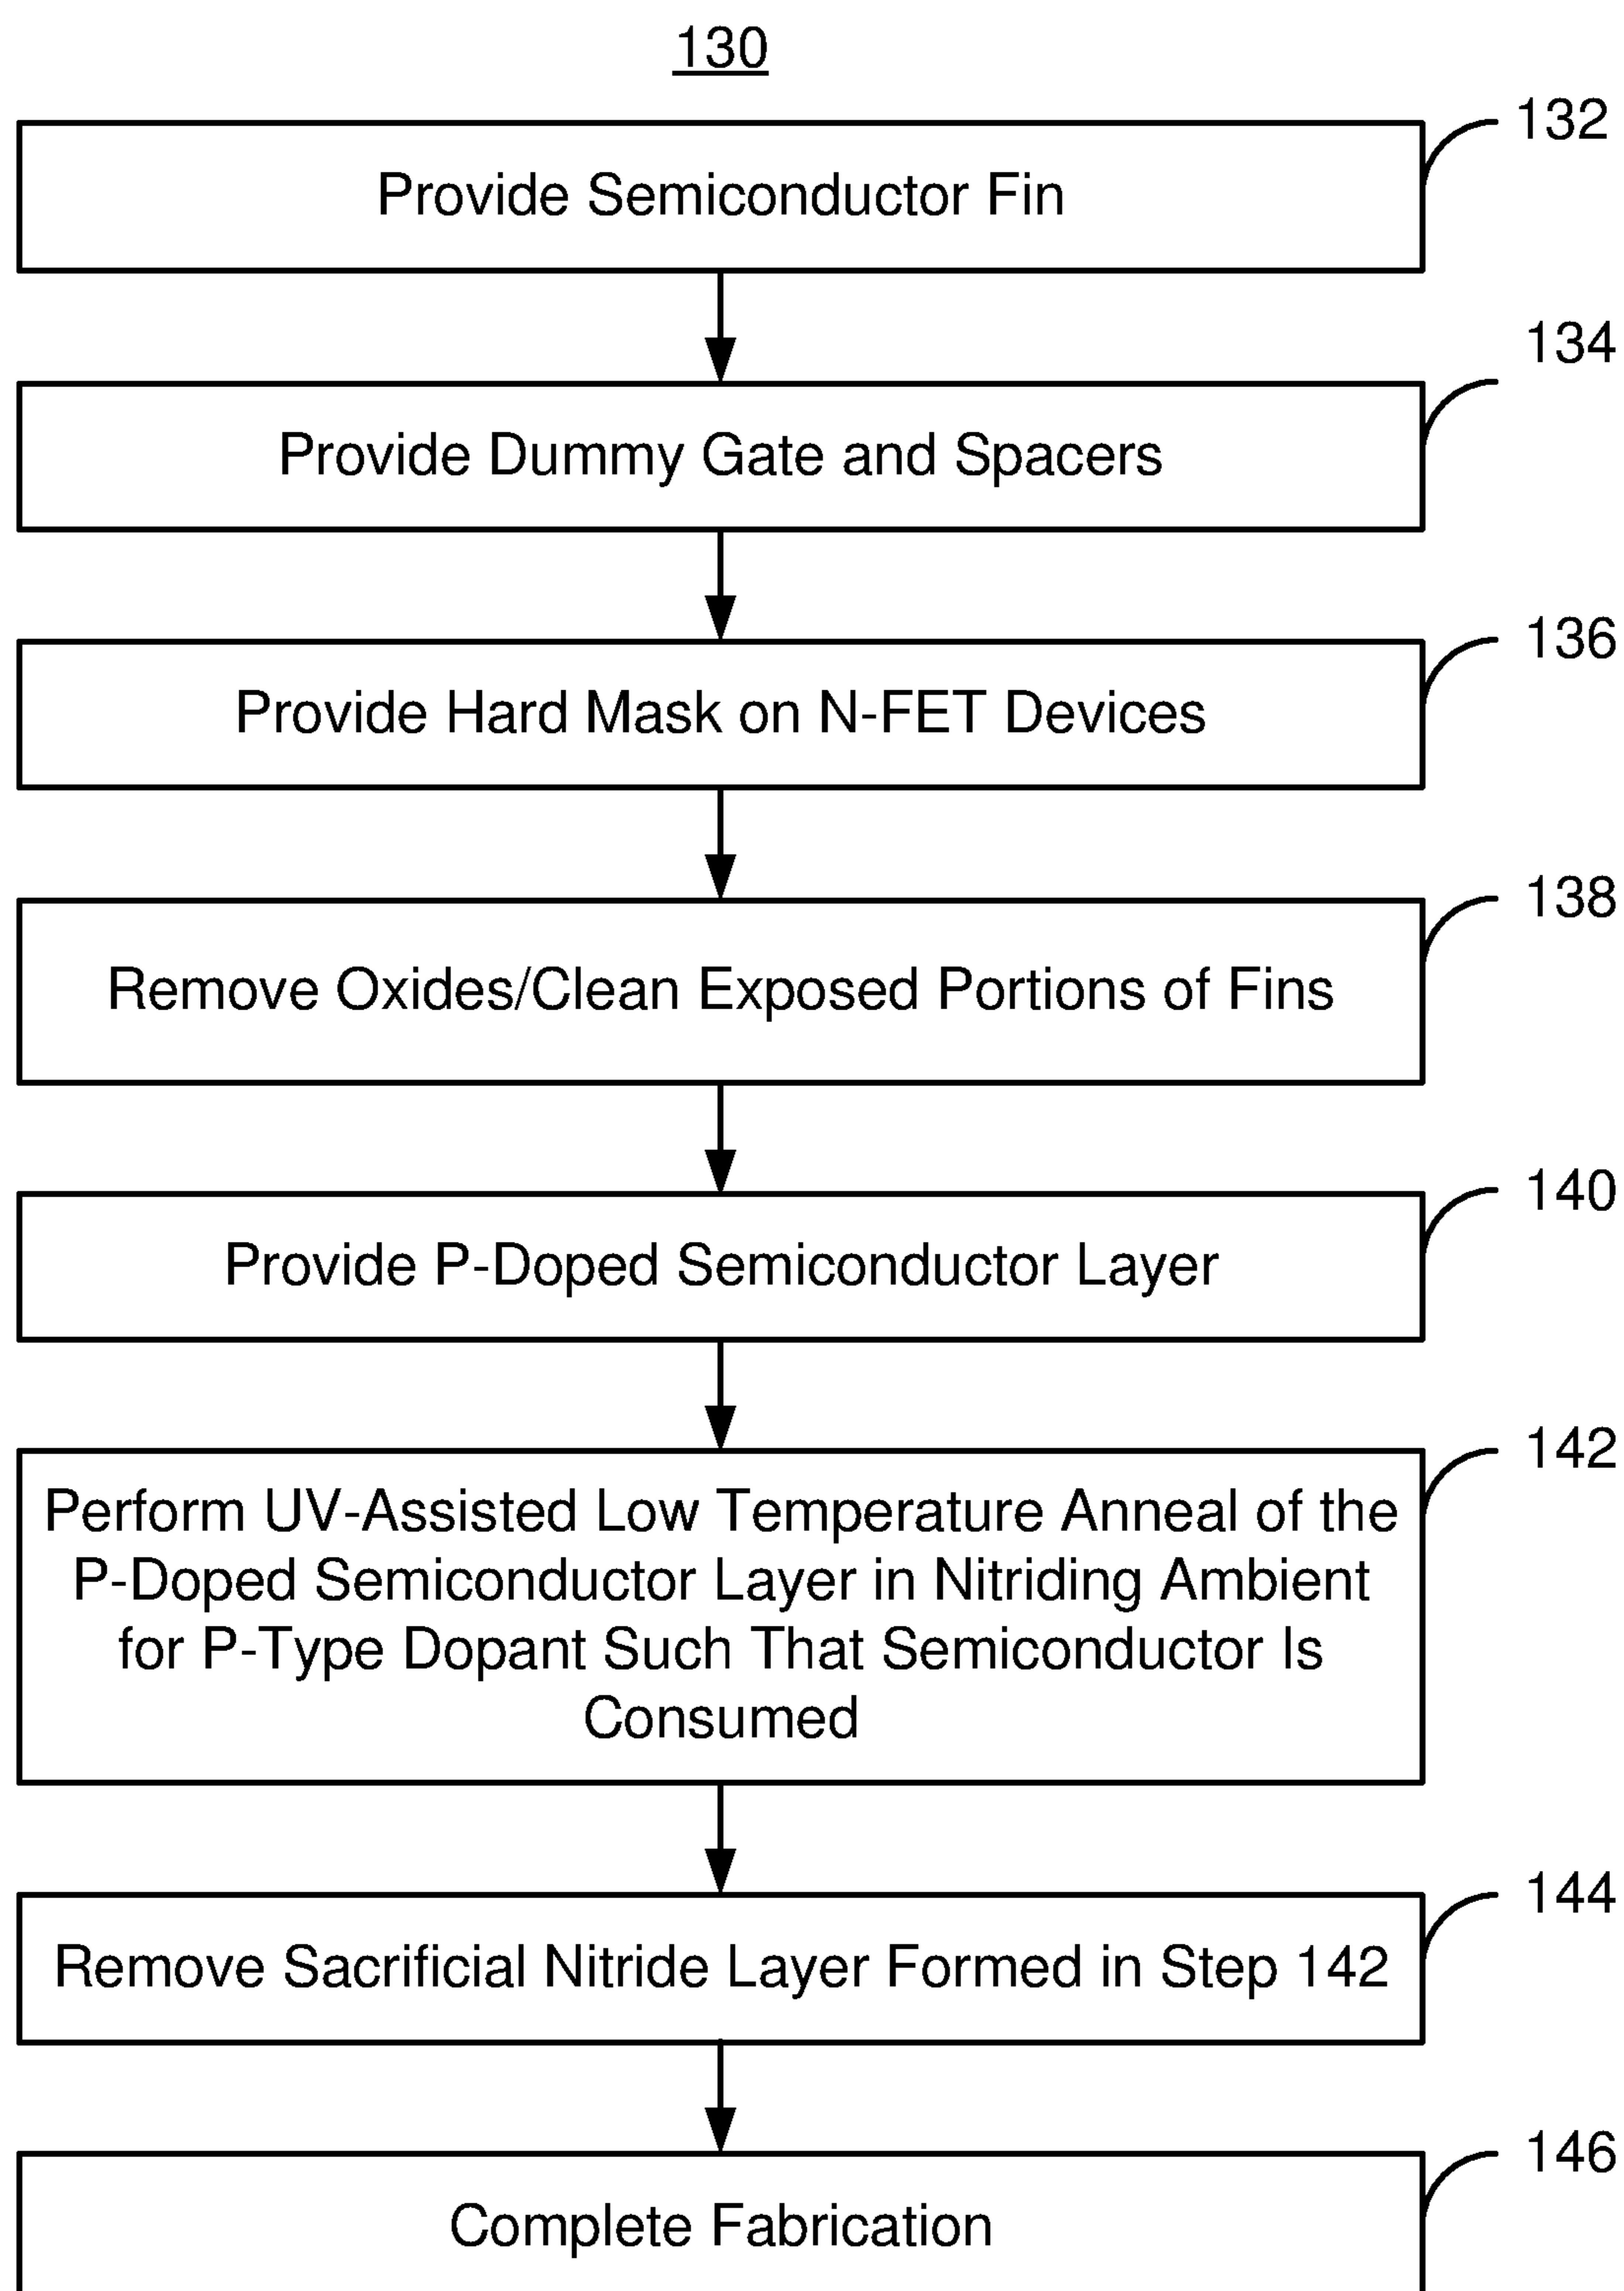 130
132
Provide Semiconductor Fin
134
Provide Dummy Gate and Spacers
136
Provide Hard Mask on N-FET Devices
138
Remove Oxides/Clean Exposed Portions of Fins
140
Provide P-Doped Semiconductor Layer
142
Perform UV-Assisted Low Temperature Anneal of the
P-Doped Semiconductor Layer in Nitriding Ambient
for P-Type Dopant Such That Semiconductor Is
Consumed
144
Remove Sacrificial Nitride Layer Formed in Step 142
146
Complete Fabrication